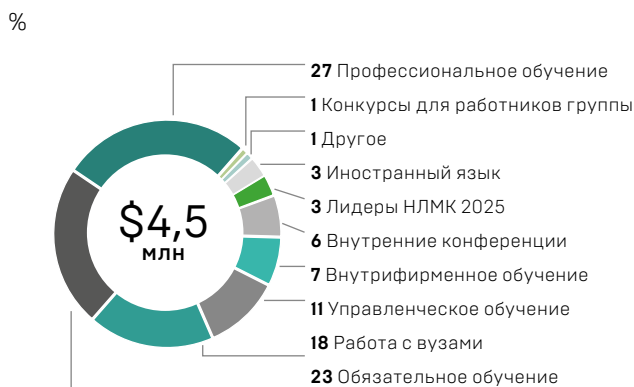 %
27 Профессиональное обучение
1 Конкурсы для работников группы
1 Другое
3 Иностранный язык
3 Лидеры НЛМК 2025
6 Внутренние конференции
7 Внутрифирменное обучение
11 Управленческое обучение
18 Работа с вузами
23 Обязательное обучение
$4,5
млн